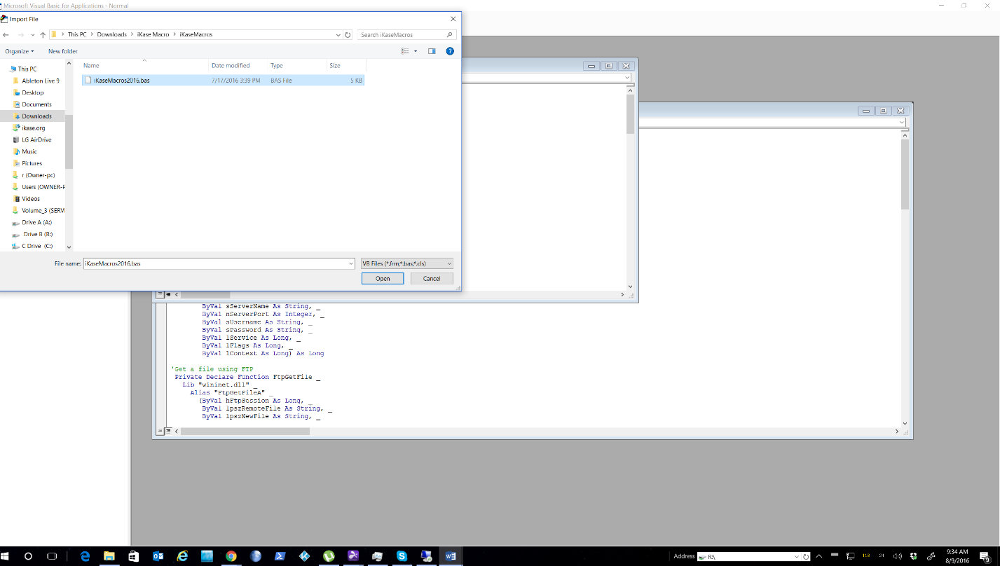 Microsoft Visual Basic for Applications - Normal
Import File
This PC > Downloads > iKase Macro > iKaseMacros
Search iKaseMacros
Organize
New folder
?
Name
Date modified
Type
Size
iKaseMacros2016.bas
7/17/2016 3:39 PM
BAS File
5 KB
This PC
Ableton Live 9
Desktop
Documents
Downloads
ikase.org
LG AirDrive
Music
Pictures
r (Owner-pc)
Users (OWNER-P
Videos
Volume_3 (SERVI
Drive A (A:)
Drive B (B:)
C Drive (C:)
File name:
iKaseMacros2016.bas
VB Files (*.frm;*.bas;*.cls)
Open
Cancel
ByVal sServerName As String, _
ByVal nServerPort As Integer, _
ByVal sUsername As String, _
ByVal sPassword As String, _
ByVal lService As Long, _
ByVal lFlags As Long, _
ByVal lContext As Long) As Long
'Get a file using FTP
Private Declare Function FtpGetFile _
Lib "wininet.dll" _
Alias "FtpGetFileA" _
(ByVal hFtpSession As Long, _
ByVal lpszRemoteFile As String, _
ByVal lpszNewFile As String, _
Address
R:\
118
24
9:34 AM
8/9/2016
9